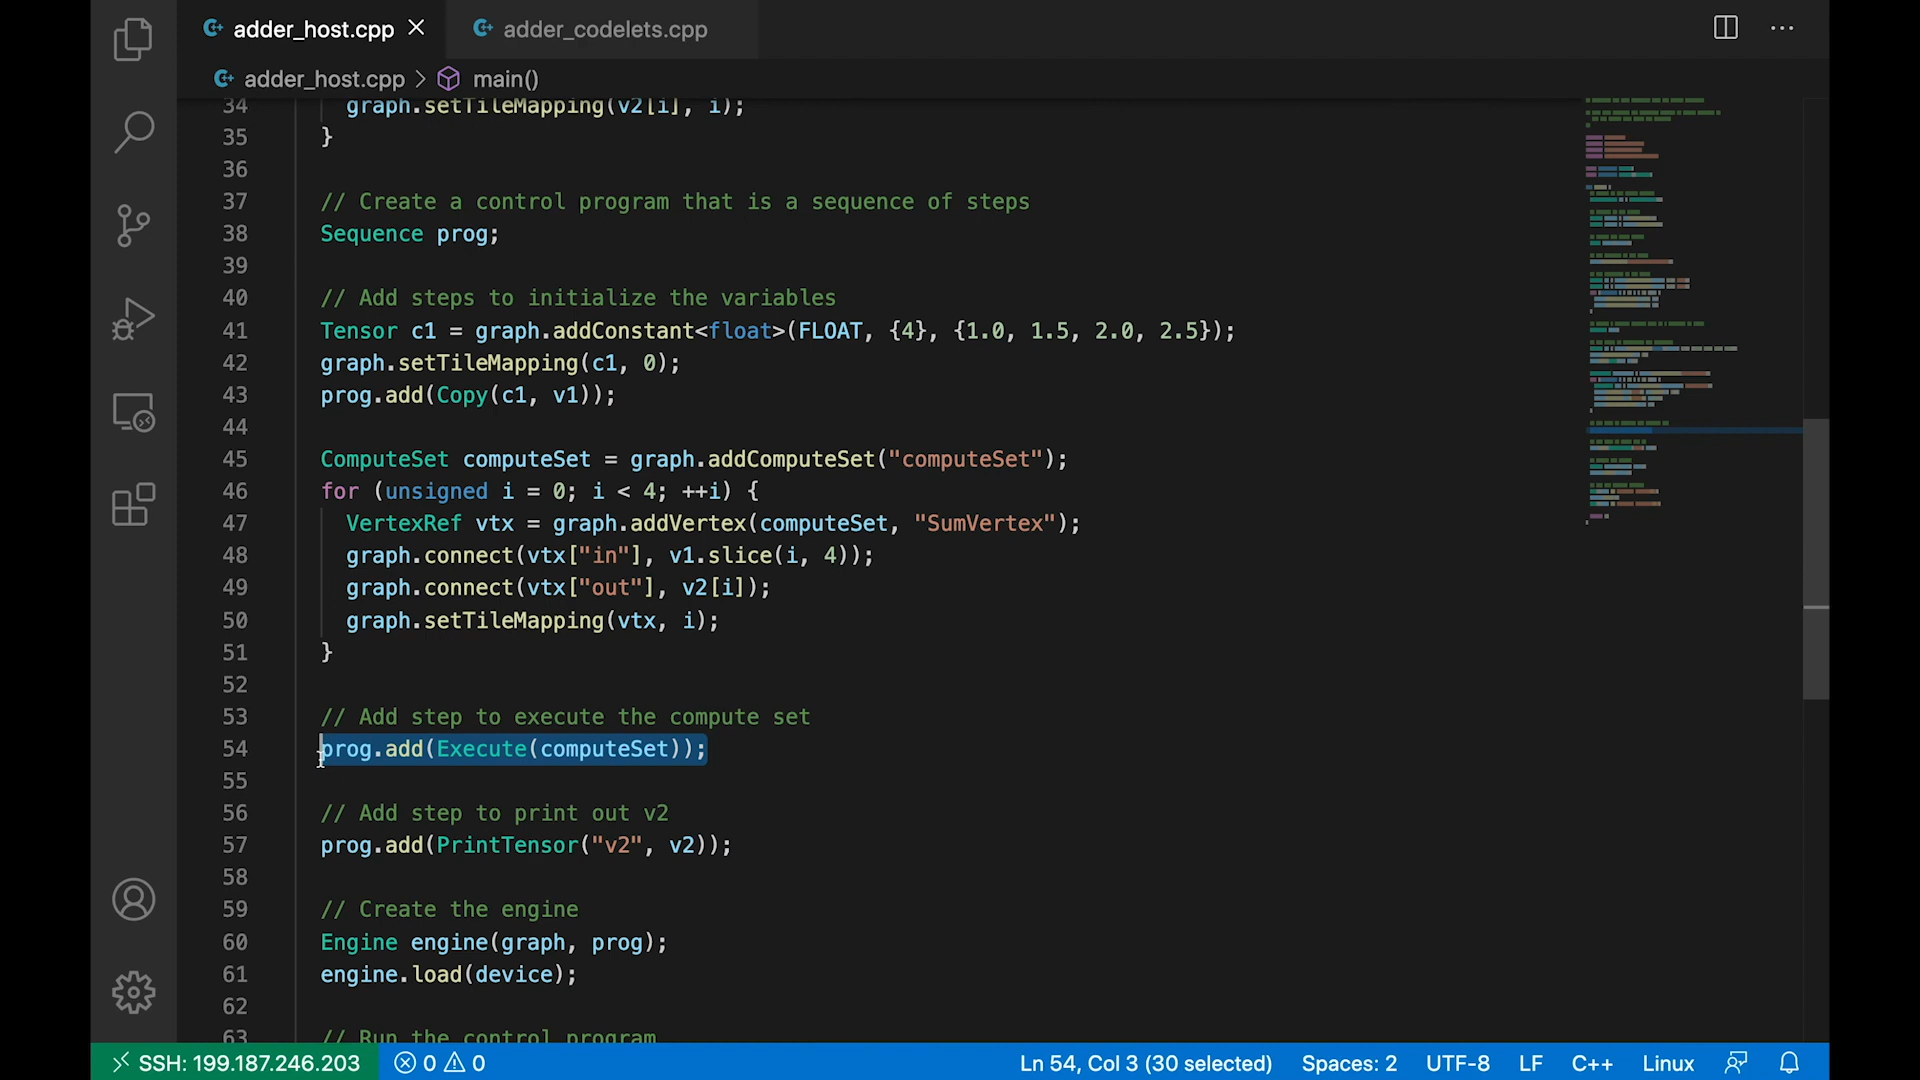 adder_host.cpp
adder_codelets.cpp
adder_host.cpp > main()
34 graph.setTileMapping(v2[i], i);
35 }
36
37 // Create a control program that is a sequence of steps
38 Sequence prog;
39
40 // Add steps to initialize the variables
41 Tensor c1 = graph.addConstant<float>(FLOAT, {4}, {1.0, 1.5, 2.0, 2.5});
42 graph.setTileMapping(c1, 0);
43 prog.add(Copy(c1, v1));
44
45 ComputeSet computeSet = graph.addComputeSet("computeSet");
46 for (unsigned i = 0; i < 4; ++i) {
47 VertexRef vtx = graph.addVertex(computeSet, "SumVertex");
48 graph.connect(vtx["in"], v1.slice(i, 4));
49 graph.connect(vtx["out"], v2[i]);
50 graph.setTileMapping(vtx, i);
51 }
52
53 // Add step to execute the compute set
54 prog.add(Execute(computeSet));
55
56 // Add step to print out v2
57 prog.add(PrintTensor("v2", v2));
58
59 // Create the engine
60 Engine engine(graph, prog);
61 engine.load(device);
62
63 // Run the control program
SSH: 199.187.246.203 0 0 Ln 54, Col 3 (30 selected) Spaces: 2 UTF-8 LF C++ Linux